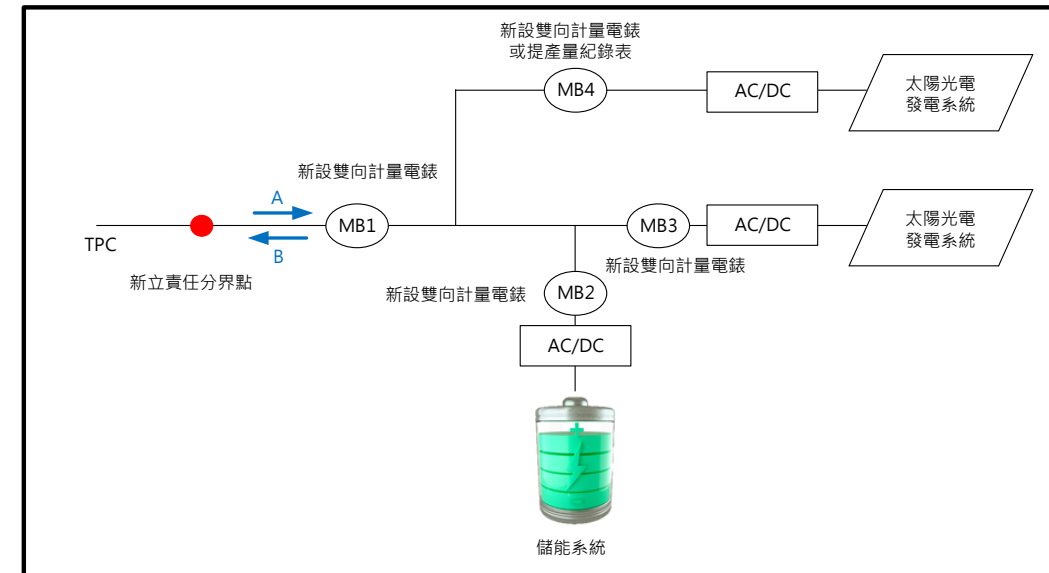 新設雙向計量電錶
或提產量紀錄表
MB4
AC/DC
太陽光電
發電系統
新設雙向計量電錶
A
MB1
MB3
AC/DC
太陽光電
發電系統
TPC
B
新立責任分界點
新設雙向計量電錶
新設雙向計量電錶
MB2
AC/DC
儲能系統